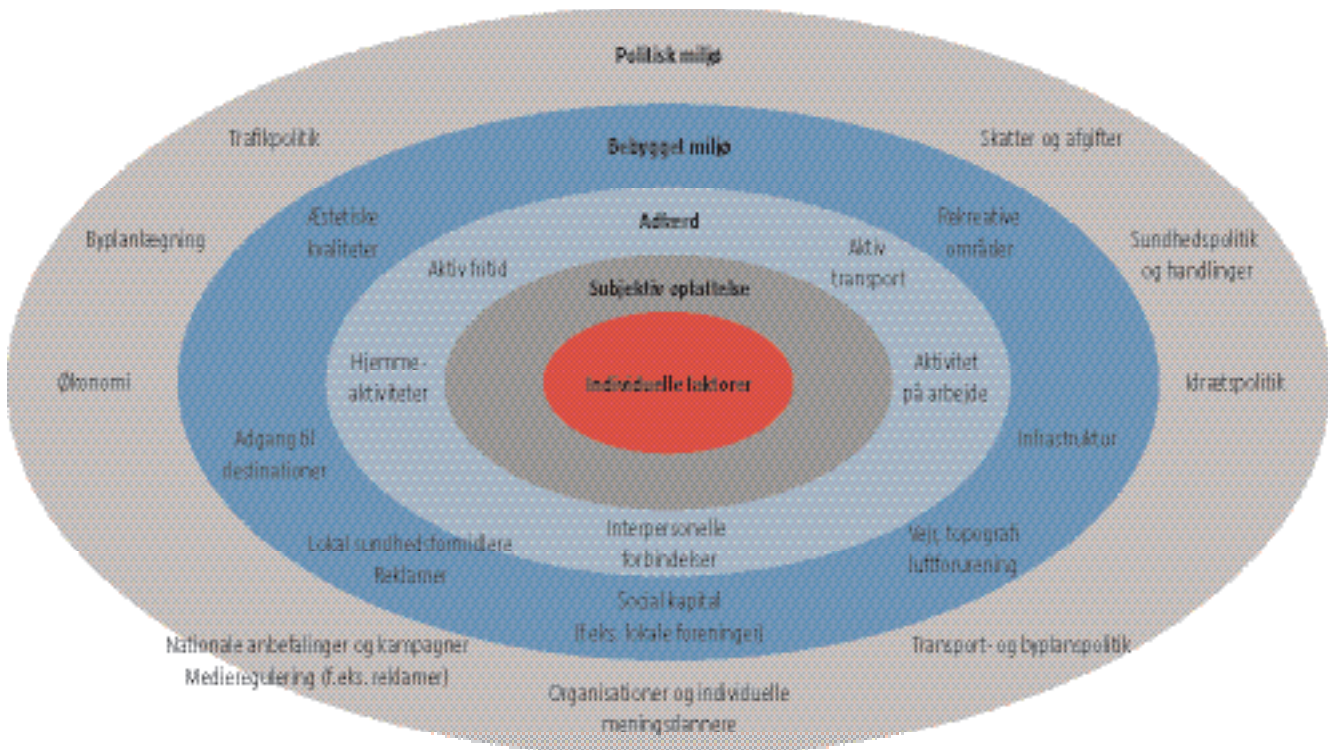 Politisk miljø
Trafikpolitik
Skatter og afgifter
Bebygget miljø
Æstetiske
kvaliteter
Rekreative
områder
Adfærd
Byplanlægning
Sundhedspolitik
og handlinger
Aktiv fritid
Aktiv
transport
Subjektiv opfattelse
Økonomi
Hjemme-
aktiviteter
Individuelle faktorer
Aktivitet
på arbejde
Idrætspolitik
Adgang til
destinationer
Infrastruktur
Lokal sundhedsformidlere
Reklamer
Interpersonelle
forbindelser
Vejr, topografi
luftforurening
Social kapital
(f.eks. lokale foreninger)
Nationale anbefalinger og kampagner
Medieregulering (f.eks. reklamer)
Transport- og byplanspolitik
Organisationer og individuelle
meningsdannere